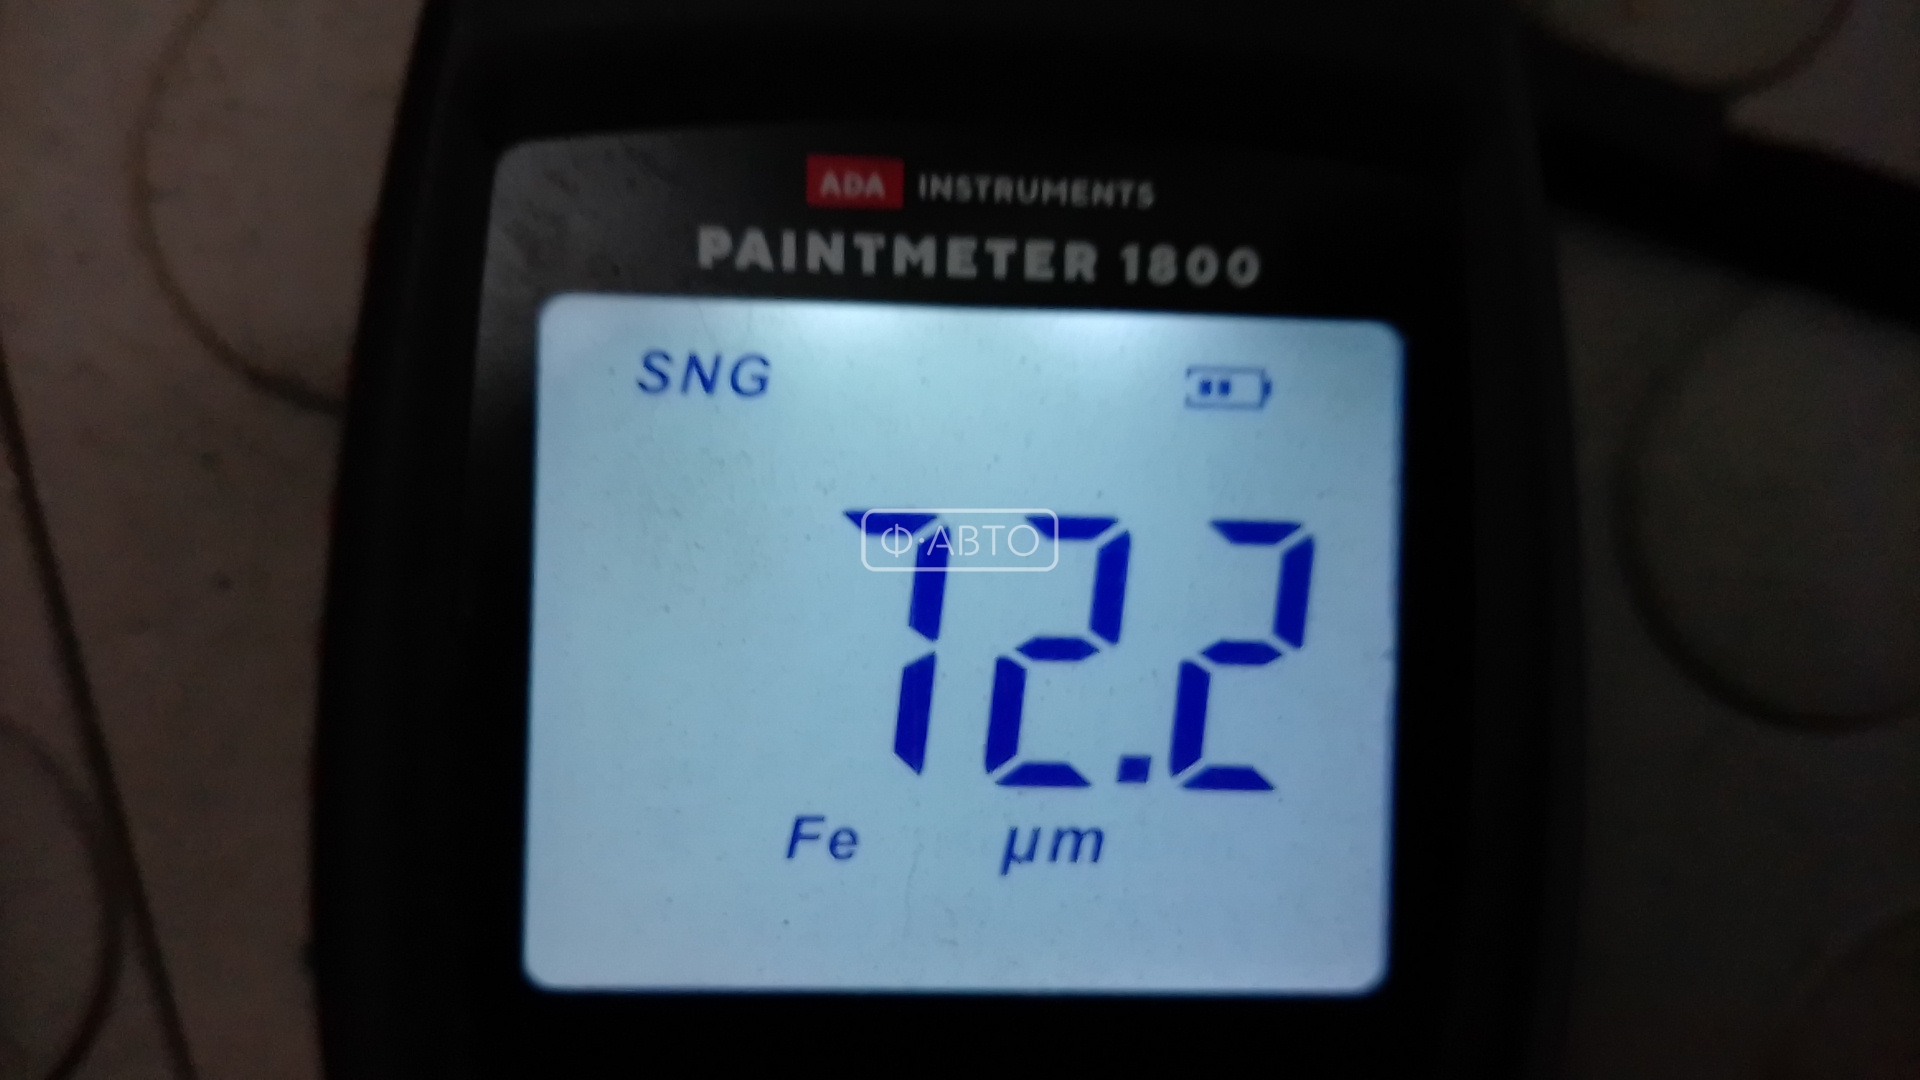 ADA INSTRUMENTS
PAINTMETER 1800
SNG
72.2
Ф·АВТО
Fe µm